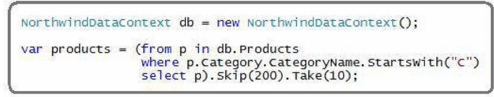 NorthwindDataContext db = new NorthwindDataContext();
var products = (from p in db.Products
where p.Category.CategoryName.StartsWith("C")
select p).Skip(200).Take(10);